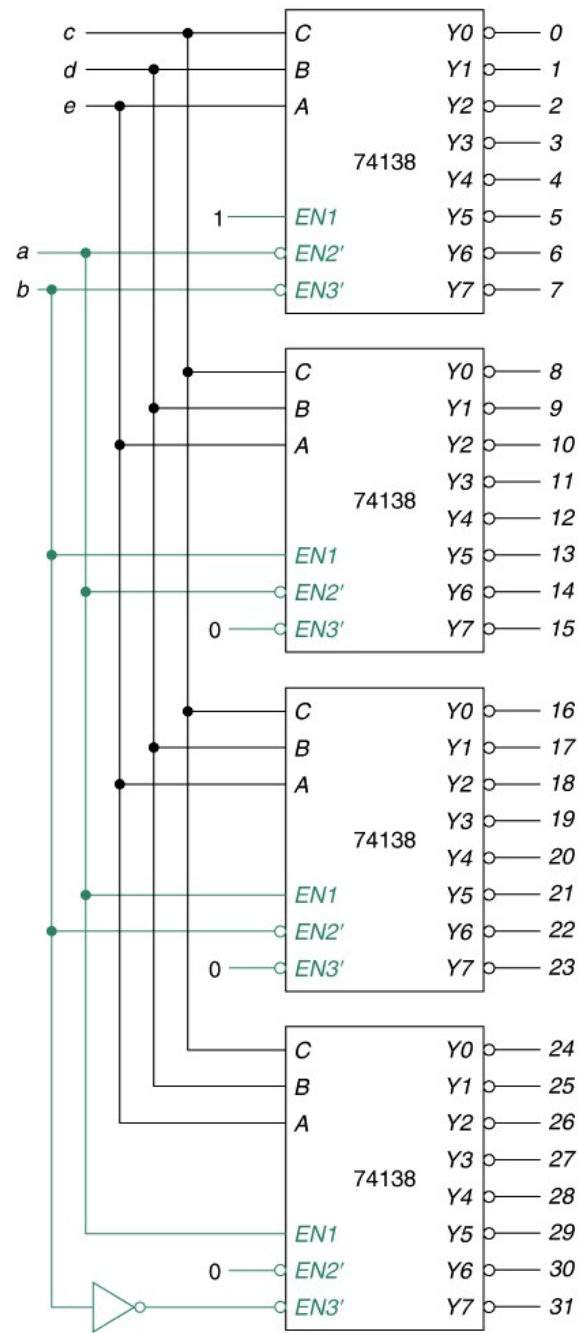 c C Y0 0
d B Y1 1
e A Y2 2
Y3 3
74138
Y4 4
1 EN1 Y5 5
a EN2' Y6 6
b EN3' Y7 7
C Y0 8
B Y1 9
A Y2 10
Y3 11
74138
Y4 12
EN1 Y5 13
EN2' Y6 14
0 EN3' Y7 15
C Y0 16
B Y1 17
A Y2 18
Y3 19
74138
Y4 20
EN1 Y5 21
EN2' Y6 22
0 EN3' Y7 23
C Y0 24
B Y1 25
A Y2 26
Y3 27
74138
Y4 28
EN1 Y5 29
0 EN2' Y6 30
EN3' Y7 31